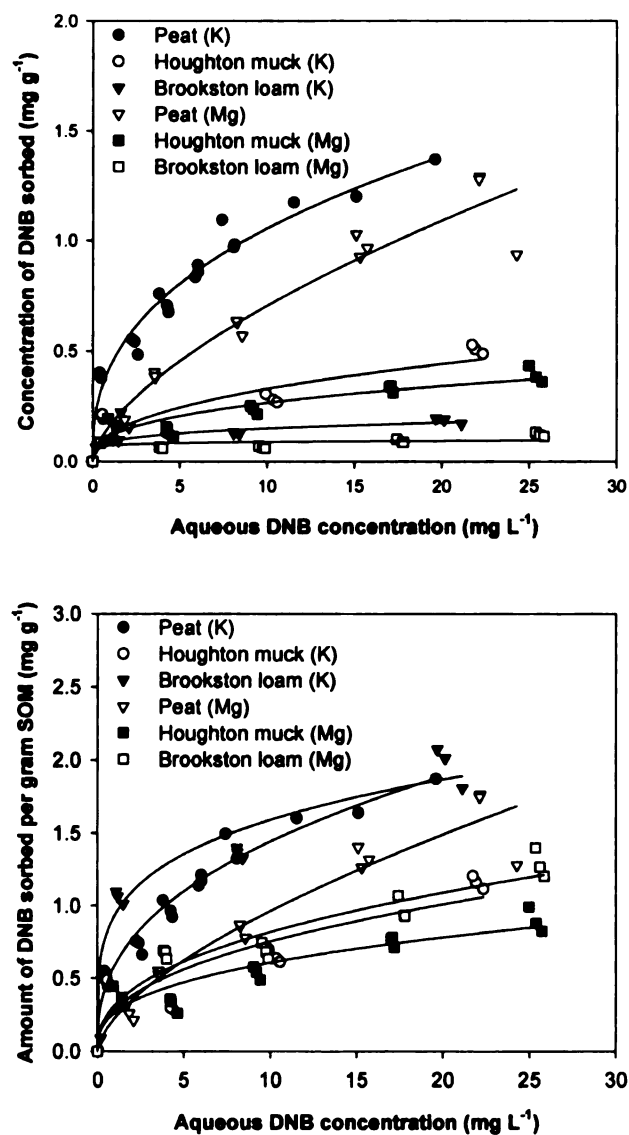 2.0
Peat (K)
Houghton muck (K)
Brookston loam (K)
Peat (Mg)
1.5
Houghton muck (Mg)
Brookston loam (Mg)
1.0
0.5
0.0
Concentration of DNB sorbed (mg g⁻¹)
0 5 10 15 20 25 30
Aqueous DNB concentration (mg L⁻¹)
3.0
Peat (K)
Houghton muck (K)
2.5
Brookston loam (K)
Peat (Mg)
Houghton muck (Mg)
2.0
Brookston loam (Mg)
1.5
1.0
0.5
0.0
Amount of DNB sorbed per gram SOM (mg g⁻¹)
0 5 10 15 20 25 30
Aqueous DNB concentration (mg L⁻¹)